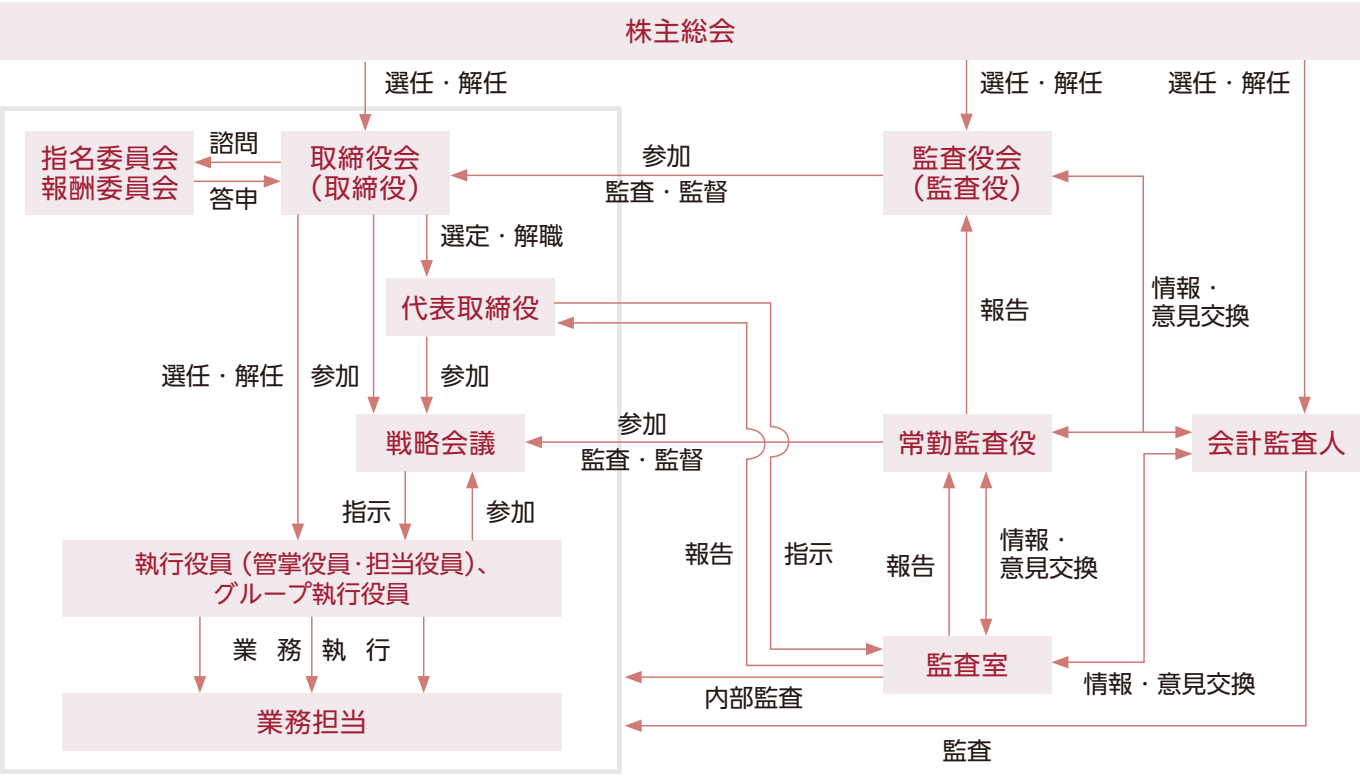 株主総会
選任・解任
選任・解任
選任・解任
指名委員会
報酬委員会
諮問
答申
取締役会
(取締役)
参加
監査・監督
監査役会
(監査役)
選定・解職
代表取締役
報告
情報・
意見交換
選任・解任
参加
参加
戦略会議
参加
監査・監督
常勤監査役
会計監査人
指示
参加
報告
指示
報告
情報・
意見交換
執行役員(管掌役員・担当役員)、
グループ執行役員
業務執行
監査室
内部監査
情報・意見交換
業務担当
監査